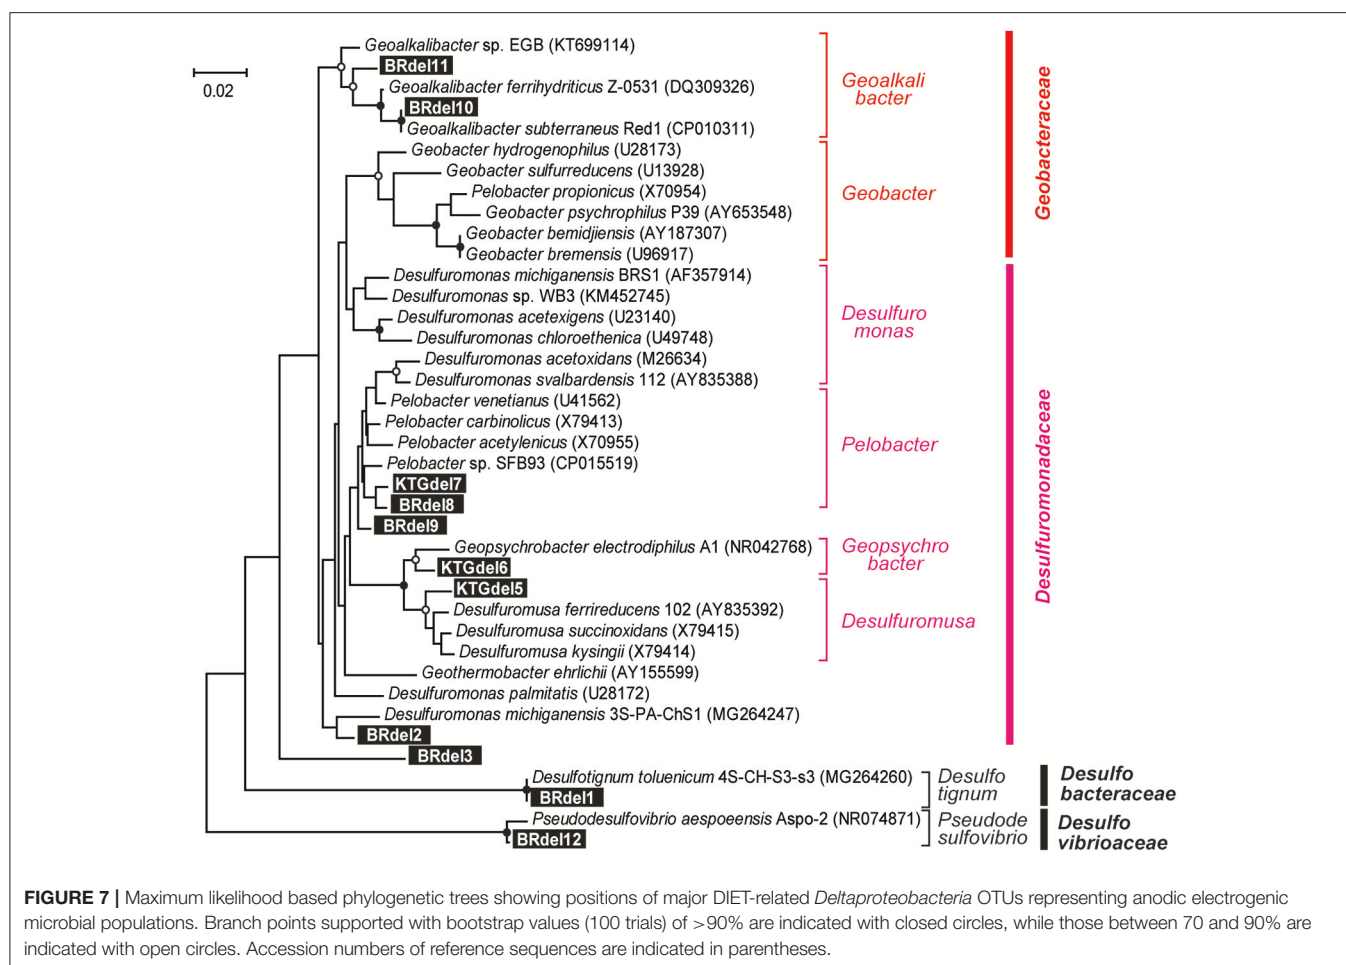 0.02
Geoalkalibacter sp. EGB (KT699114)
BRdel11
Geoalkalibacter ferrihydriticus Z-0531 (DQ309326)
BRdel10
Geoalkalibacter subterraneus Red1 (CP010311)
Geoalkali
bacter
Geobacter hydrogenophilus (U28173)
Geobacter sulfurreducens (U13928)
Pelobacter propionicus (X70954)
Geobacter psychrophilus P39 (AY653548)
Geobacter bemidjiensis (AY187307)
Geobacter bremensis (U96917)
Geobacter
Geobacteraceae
Desulfuromonas michiganensis BRS1 (AF357914)
Desulfuromonas sp. WB3 (KM452745)
Desulfuromonas acetexigens (U23140)
Desulfuromonas chloroethenica (U49748)
Desulfuromonas acetoxidans (M26634)
Desulfuromonas svalbardensis 112 (AY835388)
Desulfuro
monas
Pelobacter venetianus (U41562)
Pelobacter carbinolicus (X79413)
Pelobacter acetylenicus (X70955)
Pelobacter sp. SFB93 (CP015519)
KTGdel7
BRdel8
BRdel9
Pelobacter
Geopsychrobacter electrodiphilus A1 (NR042768)
KTGdel6
Geopsychro
bacter
KTGdel5
Desulfuromusa ferrireducens 102 (AY835392)
Desulfuromusa succinoxidans (X79415)
Desulfuromusa kysingii (X79414)
Desulfuromusa
Geothermobacter ehrlichii (AY155599)
Desulfuromonas palmitatis (U28172)
Desulfuromonas michiganensis 3S-PA-ChS1 (MG264247)
BRdel2
BRdel3
Desulfuromonadaceae
Desulfotignum toluenicum 4S-CH-S3-s3 (MG264260)
BRdel1
Desulfo
tignum
Desulfo
bacteraceae
Pseudodesulfovibrio aespoeensis Aspo-2 (NR074871)
BRdel12
Pseudode
sulfovibrio
Desulfo
vibrioaceae
FIGURE 7 | Maximum likelihood based phylogenetic trees showing positions of major DIET-related Deltaproteobacteria OTUs representing anodic electrogenic
microbial populations. Branch points supported with bootstrap values (100 trials) of >90% are indicated with closed circles, while those between 70 and 90% are
indicated with open circles. Accession numbers of reference sequences are indicated in parentheses.